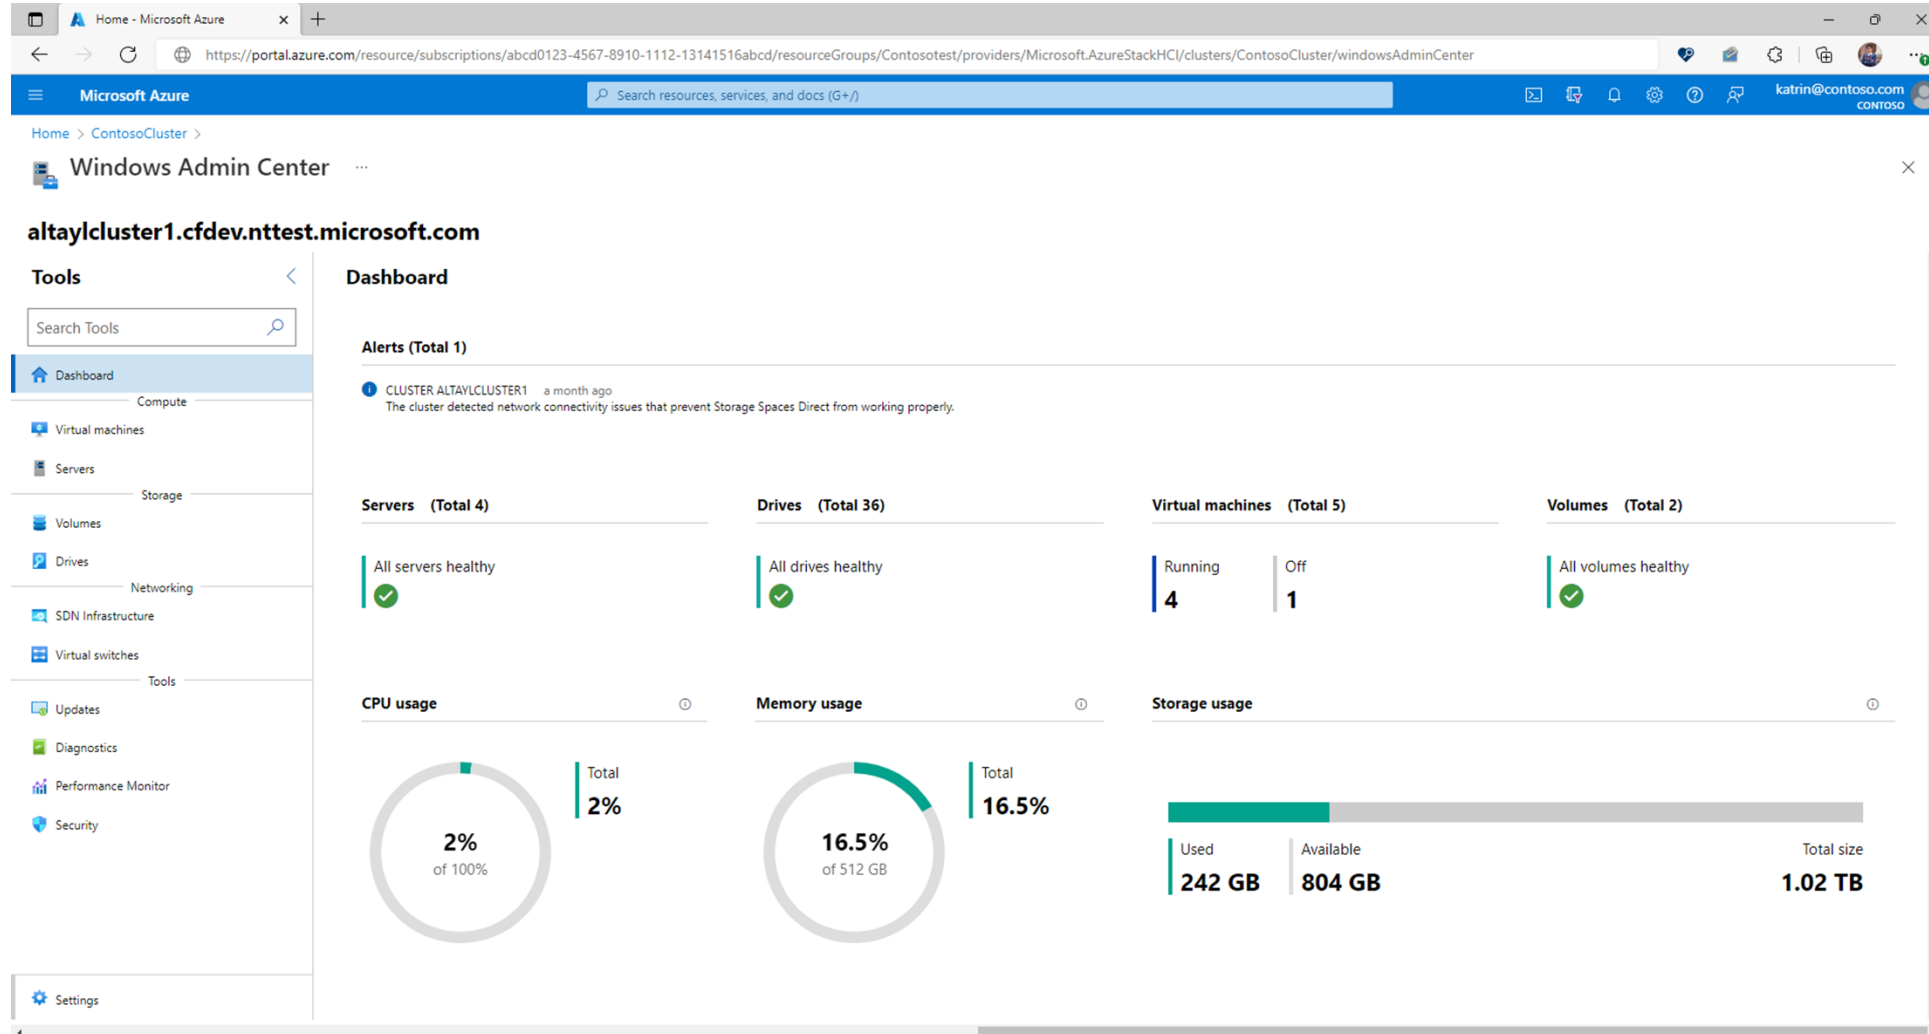 Home - Microsoft Azure
https://portal.azure.com/resource/subscriptions/abcd0123-4567-8910-1112-13141516abcd/resourceGroups/Contosotest/providers/Microsoft.AzureStackHCI/clusters/ContosoCluster/windowsAdminCenter
Microsoft Azure
Search resources, services, and docs (G+/)
katrin@contoso.com
CONTOSO
Home > ContosoCluster >
Windows Admin Center ...
altaylcluster1.cfdev.nttest.microsoft.com
Tools
Search Tools
Dashboard
Compute
Virtual machines
Servers
Storage
Volumes
Drives
Networking
SDN Infrastructure
Virtual switches
Tools
Updates
Diagnostics
Performance Monitor
Security
Settings
Dashboard
Alerts (Total 1)
CLUSTER ALTAYLCLUSTER1 a month ago
The cluster detected network connectivity issues that prevent Storage Spaces Direct from working properly.
Servers (Total 4)
All servers healthy
Drives (Total 36)
All drives healthy
Virtual machines (Total 5)
Running
4
Off
1
Volumes (Total 2)
All volumes healthy
CPU usage
2%
of 100%
Total
2%
Memory usage
16.5%
of 512 GB
Total
16.5%
Storage usage
Used
242 GB
Available
804 GB
Total size
1.02 TB